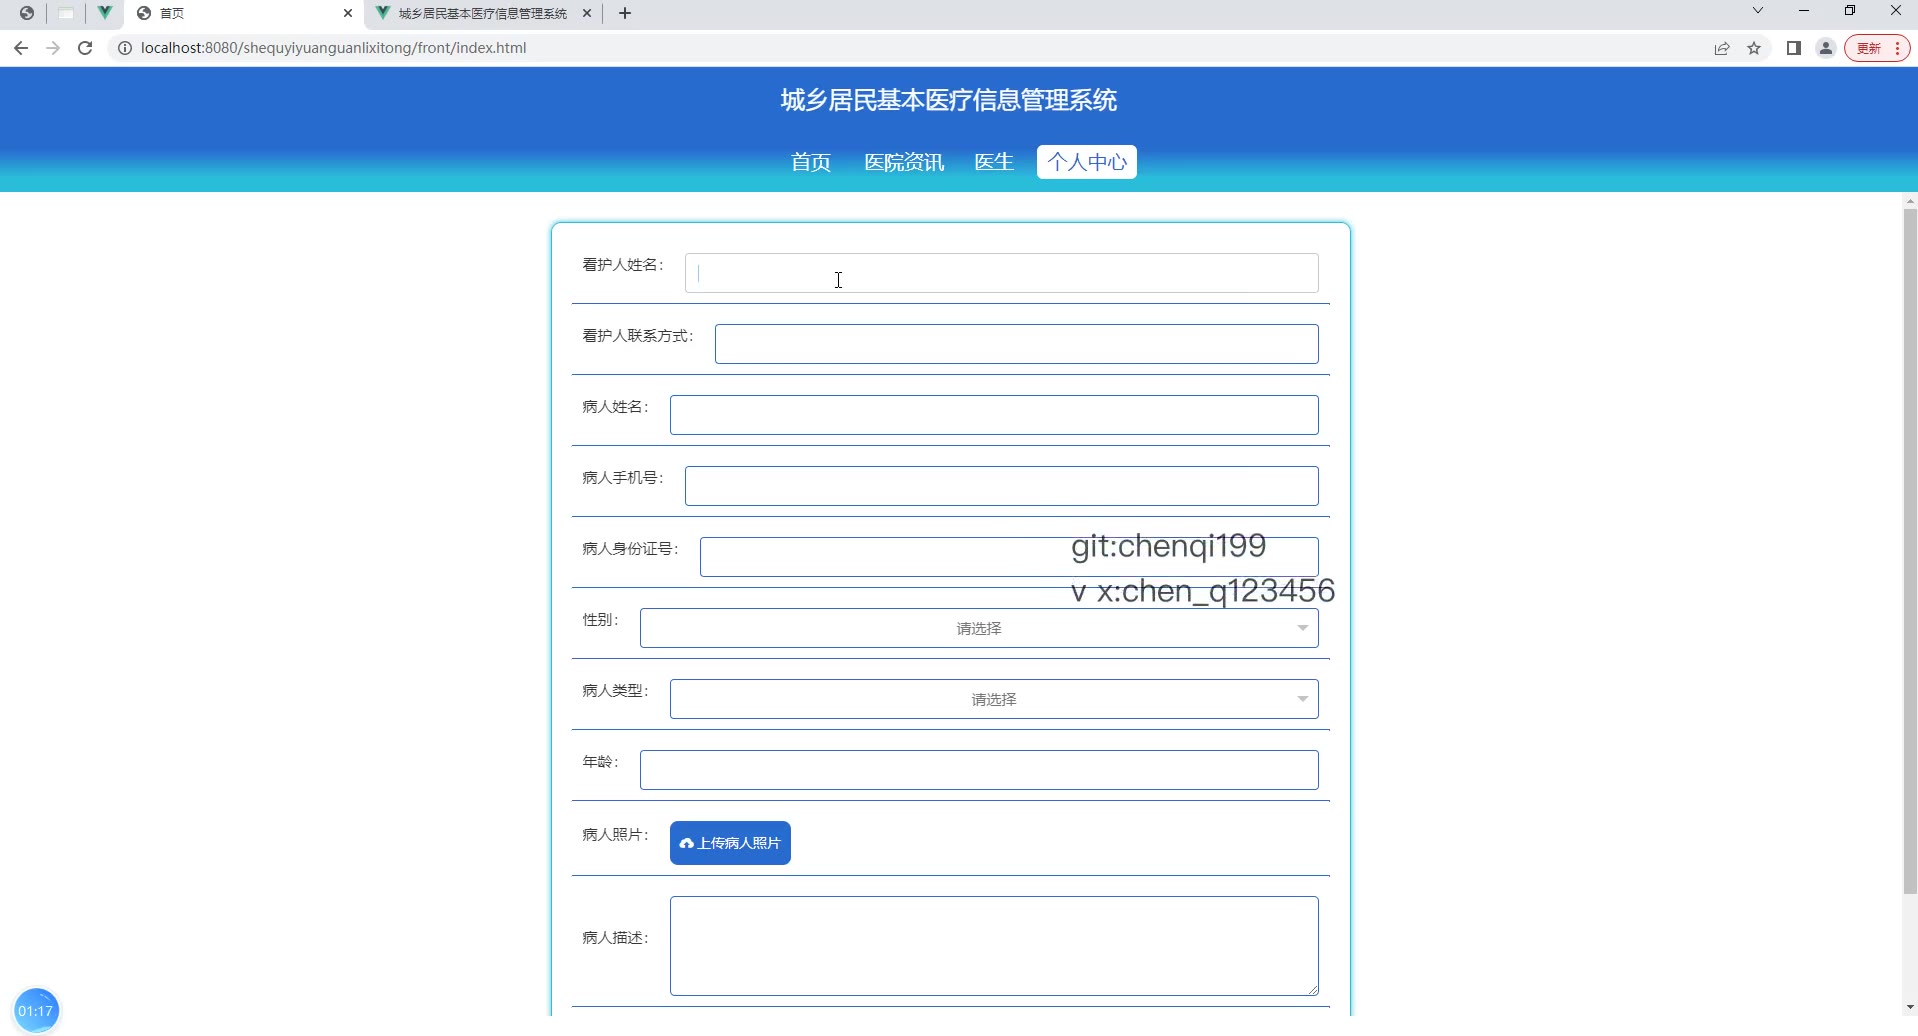 首页
城乡居民基本医疗信息管理系统
localhost:8080/shequyiyuanguanlixitong/front/index.html
更新
城乡居民基本医疗信息管理系统
首页 医院资讯 医生 个人中心
看护人姓名：
看护人联系方式：
病人姓名：
病人手机号：
病人身份证号：
git:chenqi199
v x:chen_q123456
性别： 请选择
病人类型： 请选择
年龄：
病人照片： 上传病人照片
病人描述：
01:17